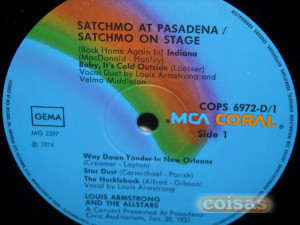 SATCHMO AT PASADENA /
SATCHMO ON STAGE
(Back Home Again In) Indiana
(MacDonald - Hanley)
Baby, It's Cold Outside (Loesser)
Vocal Duet by Louis Armstrong and
Velma Middleton
GEMA
COPS 6972-D/1
MCA CORAL
Side 1
MG 2397
Ⓟ 1974
Way Down Yonder In New Orleans
(Creamer - Layton)
Star Dust (Carmichael - Parish)
The Hucklebuck (Alfred - Gibson)
Vocal by Louis Armstrong
LOUIS ARMSTRONG
AND THE ALLSTARS
A Concert Presented At Pasadena
Civic Auditorium, Jan. 30, 1951
coisas